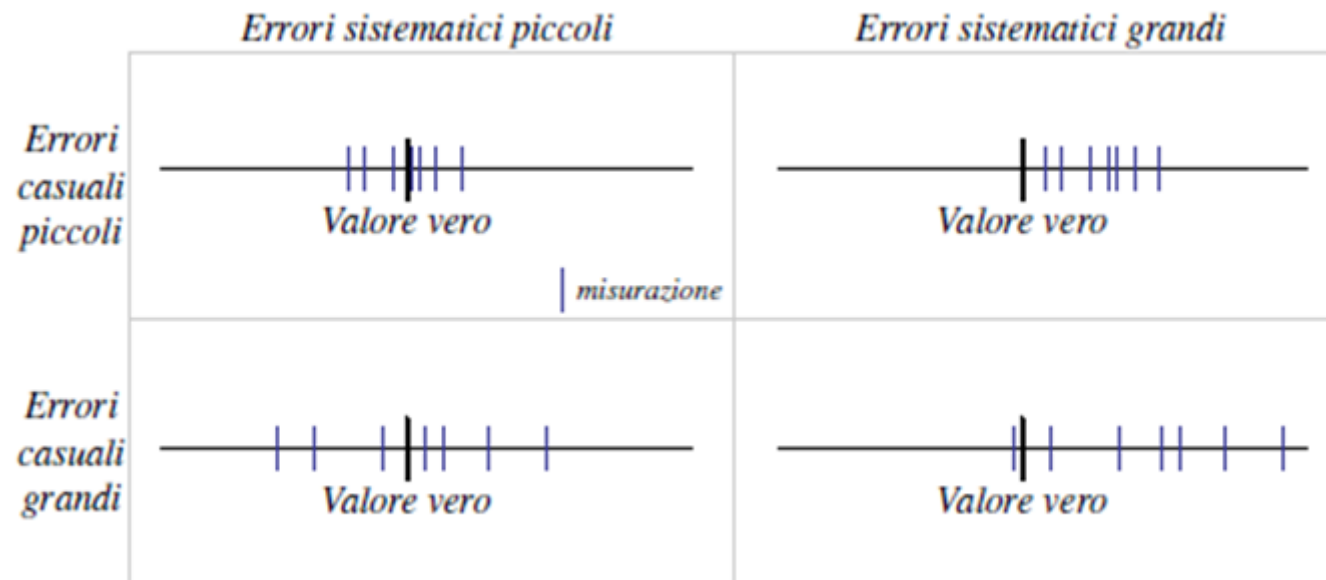 Errori sistematici piccoli
Errori sistematici grandi
Errori
casuali
piccoli
Valore vero
Valore vero
misurazione
Errori
casuali
grandi
Valore vero
Valore vero